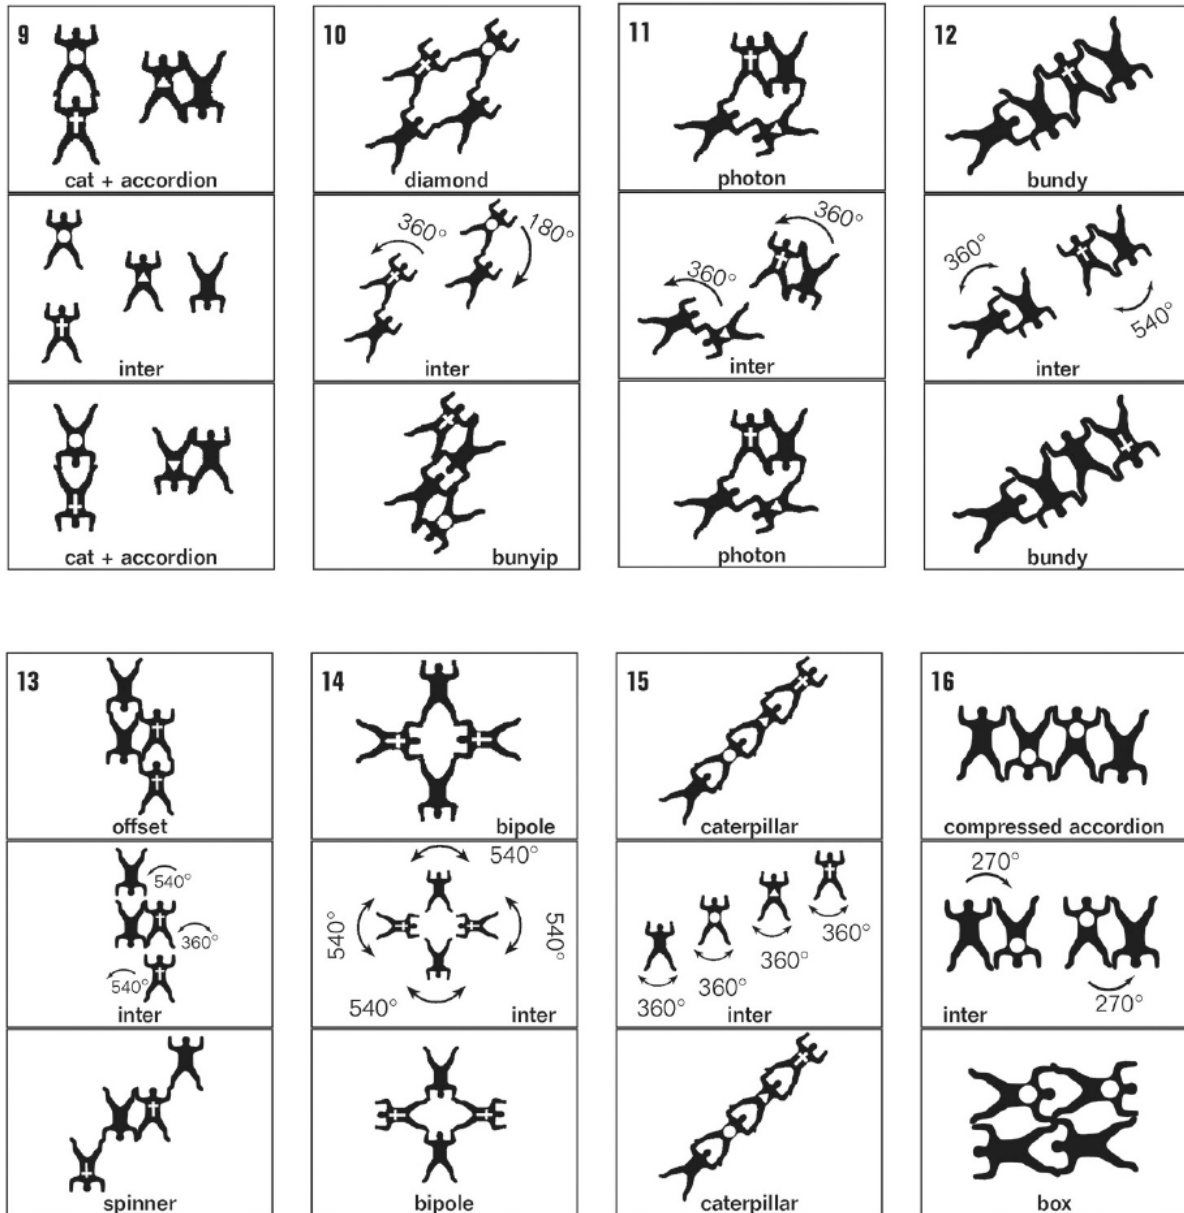 9
cat + accordion
inter
cat + accordion
10
diamond
360°
180°
inter
bunyip
11
photon
360°
360°
inter
photon
12
bundy
360°
540°
inter
bundy
13
offset
540°
360°
540°
inter
spinner
14
bipole
540°
540°
540°
540°
inter
bipole
15
caterpillar
360°
360°
360°
360°
inter
caterpillar
16
compressed accordion
270°
270°
inter
box